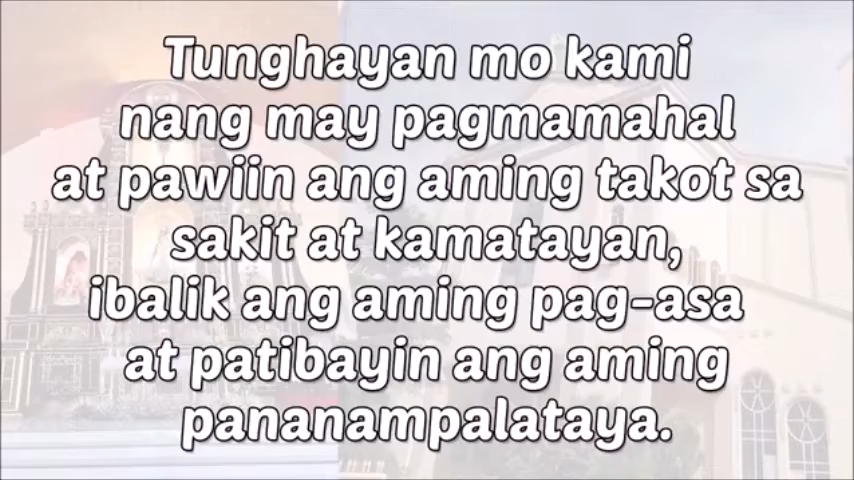 Tunghayan mo kami
nang may pagmamahal
at pawiin ang aming takot sa
sakit at kamatayan,
ibalik ang aming pag-asa
at patibayin ang aming
pananampalataya.